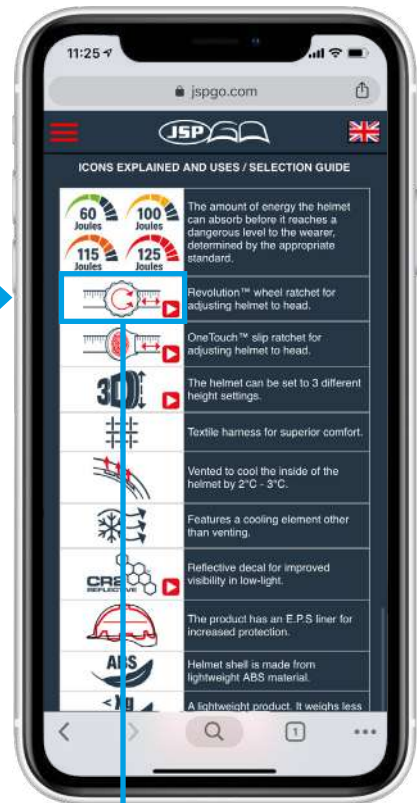 11:25
jspgo.com
JSP
ICONS EXPLAINED AND USES / SELECTION GUIDE
60 Joules
100 Joules
115 Joules
125 Joules
The amount of energy the helmet
can absorb before it reaches a
dangerous level to the wearer,
determined by the appropriate
standard.
Revolution™ wheel ratchet for
adjusting helmet to head.
OneTouch™ slip ratchet for
adjusting helmet to head.
3D
The helmet can be set to 3 different
height settings.
Textile harness for superior comfort.
Vented to cool the inside of the
helmet by 2°C - 3°C.
Features a cooling element other
than venting.
CR2
REFLECTIVE
Reflective decal for improved
visibility in low-light.
The product has an E.P.S liner for
increased protection.
ABS
Helmet shell is made from
lightweight ABS material.
A lightweight product. It weighs less
1